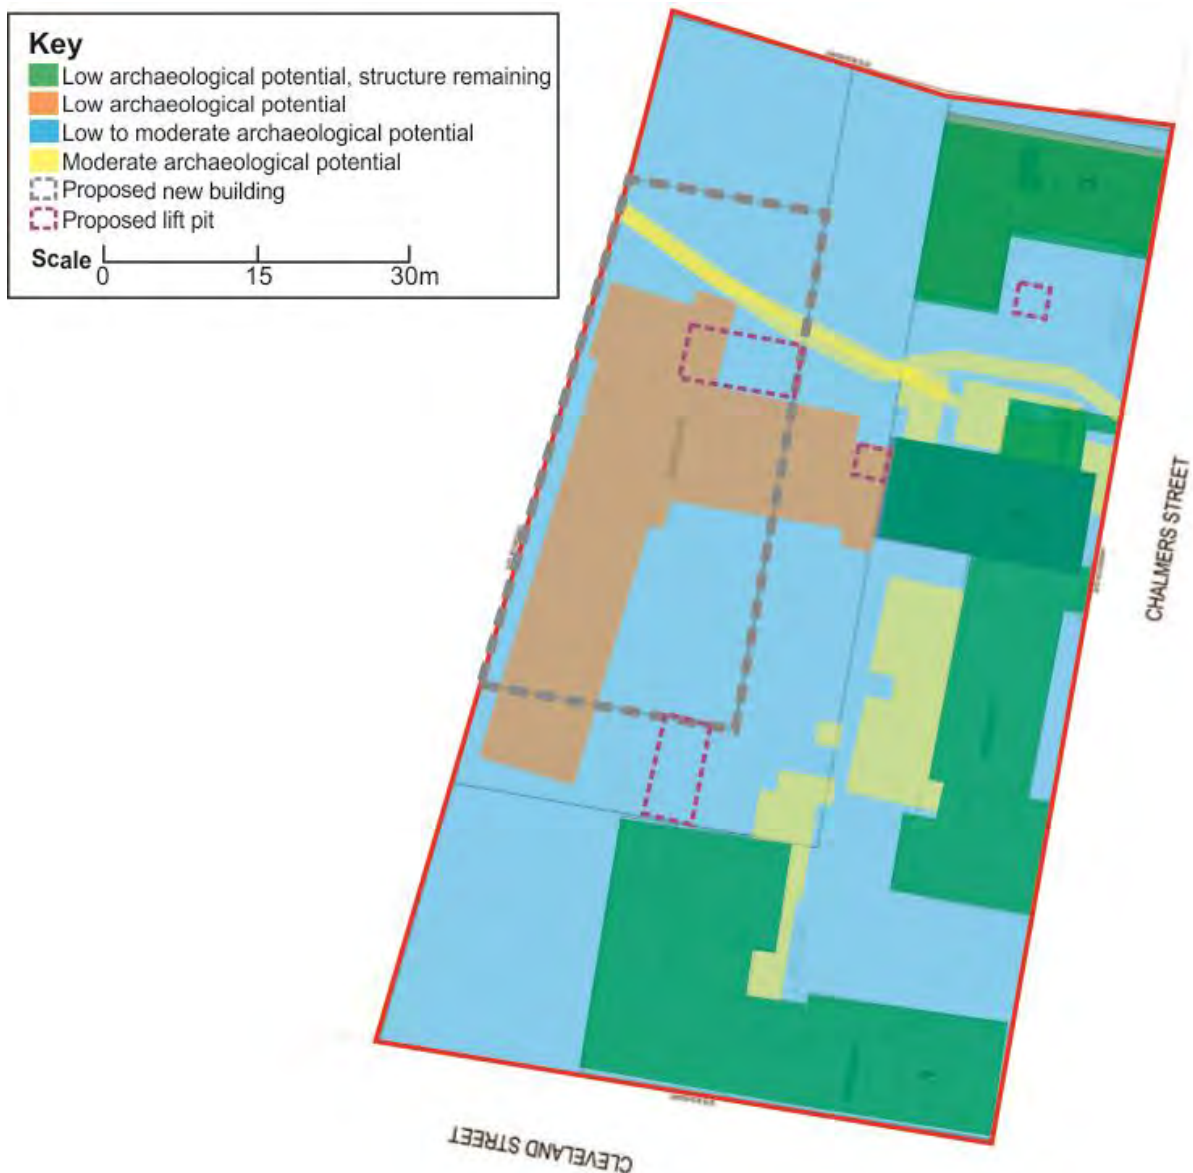 Key
Low archaeological potential, structure remaining
Low archaeological potential
Low to moderate archaeological potential
Moderate archaeological potential
Proposed new building
Proposed lift pit
Scale
0 15 30m
CHALMERS STREET
CLEVELAND STREET